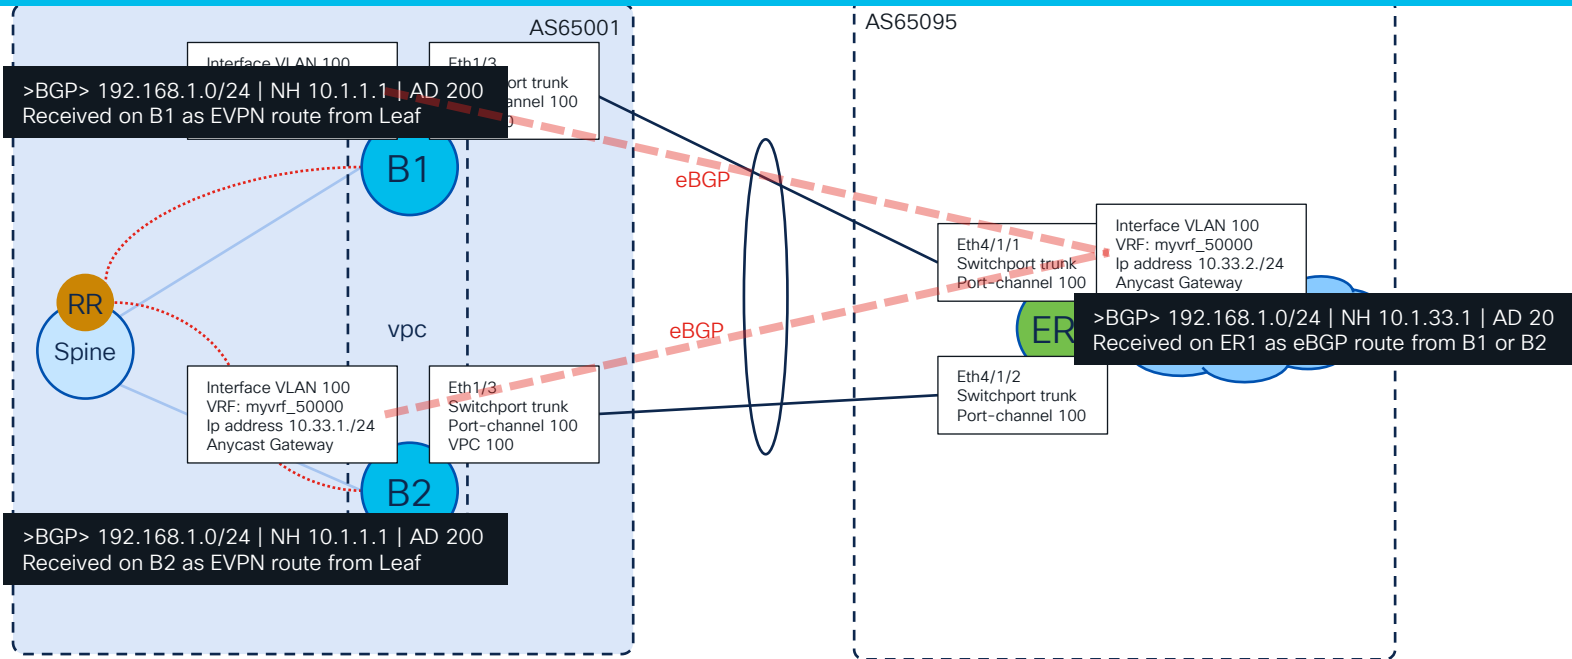 AS65001
AS65095
Interface VLAN 100
Eth1/3
>BGP> 192.168.1.0/24 | NH 10.1.1.1 | AD 200
Received on B1 as EVPN route from Leaf
ort trunk
annel 100
B1
eBGP
Interface VLAN 100
VRF: myvrf_50000
Ip address 10.33.2./24
Anycast Gateway
Eth4/1/1
Switchport trunk
Port-channel 100
RR
Spine
vpc
eBGP
ER
>BGP> 192.168.1.0/24 | NH 10.1.33.1 | AD 20
Received on ER1 as eBGP route from B1 or B2
Interface VLAN 100
VRF: myvrf_50000
Ip address 10.33.1./24
Anycast Gateway
Eth1/3
Switchport trunk
Port-channel 100
VPC 100
Eth4/1/2
Switchport trunk
Port-channel 100
B2
>BGP> 192.168.1.0/24 | NH 10.1.1.1 | AD 200
Received on B2 as EVPN route from Leaf